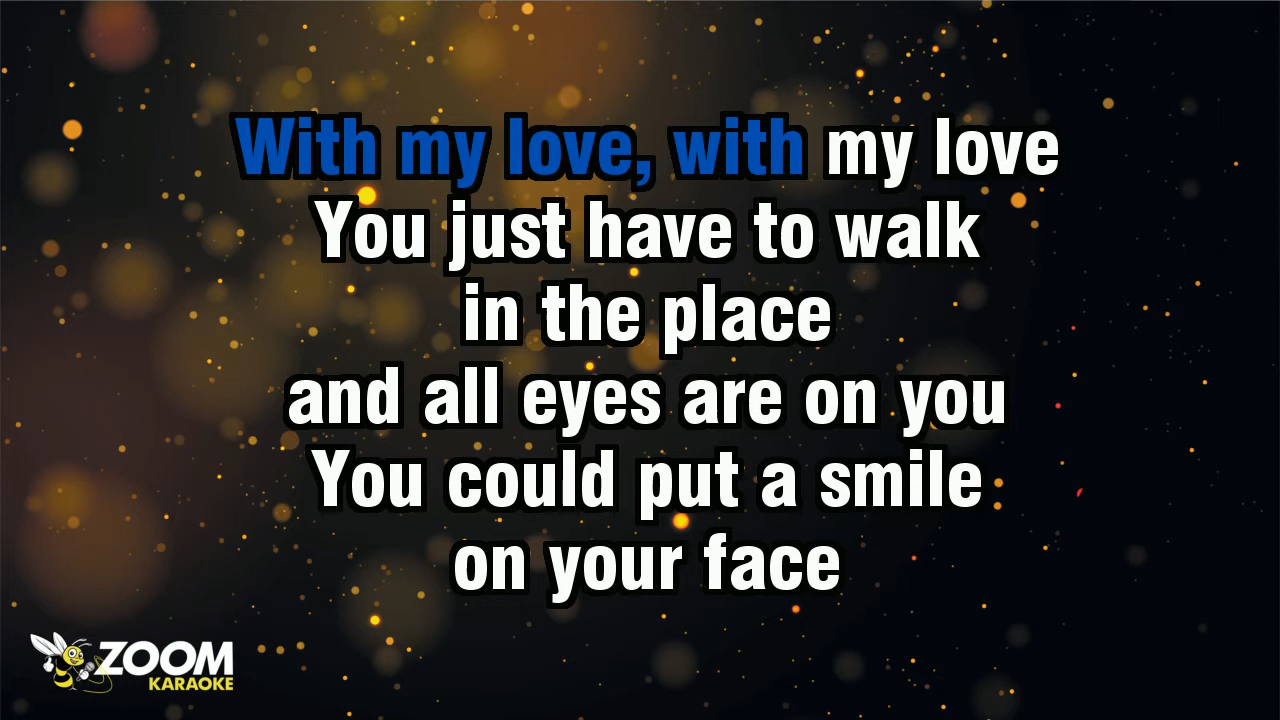 With my love, with my love
You just have to walk
in the place
and all eyes are on you
You could put a smile
on your face
ZOOM
KARAOKE